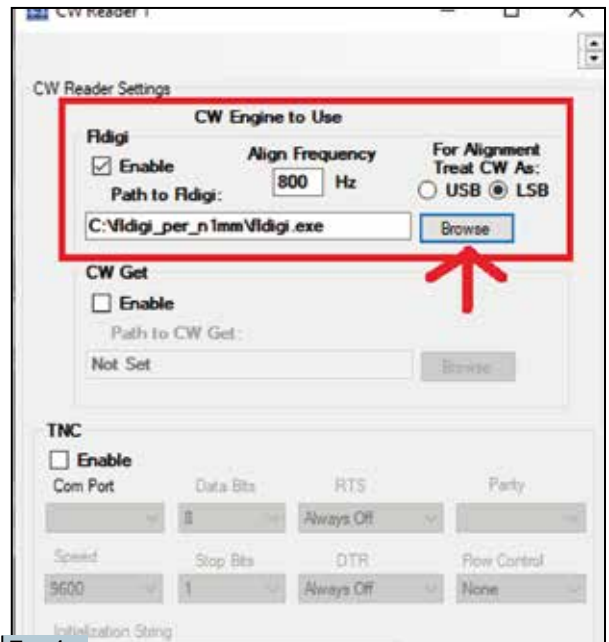 CW Reader 1
CW Reader Settings
CW Engine to Use
Fldigi
Enable
Align Frequency
For Alignment
Treat CW As:
800 Hz
USB LSB
Path to Fldigi:
C:\fldigi_per_n1mm\fldigi.exe
Browse
CW Get
Enable
Path to CW Get:
Not Set
Browse
TNC
Enable
Com Port Data Bits RTS Parity
8 Always Off
Speed Stop Bits DTR Flow Control
9600 1 Always Off None
Initialization String